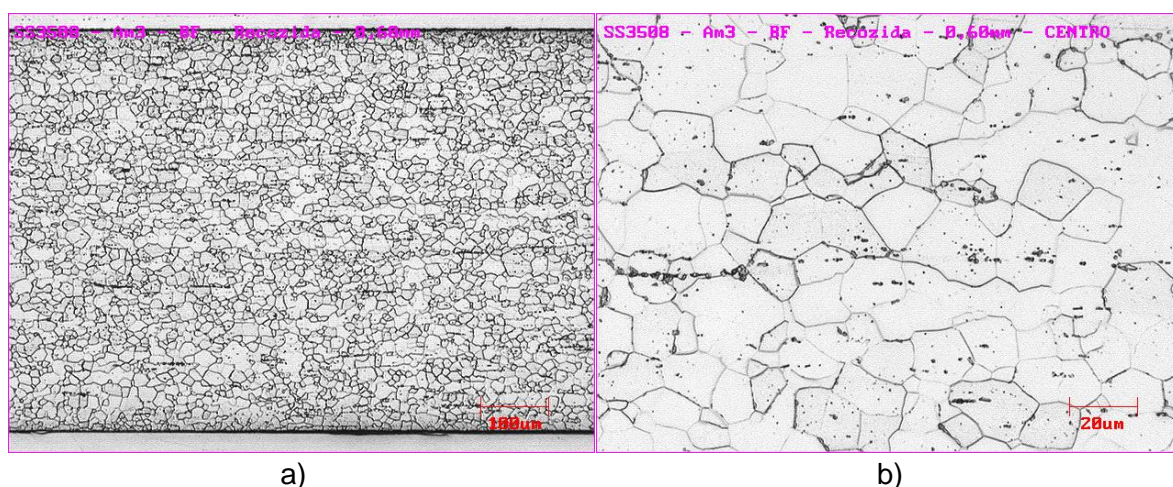 SS3508 - Am3 - BF - Recozida - 0,60mm
SS3508 - Am3 - BF - Recozida - 0,60mm - CENTRO
100um
20um
a)
b)